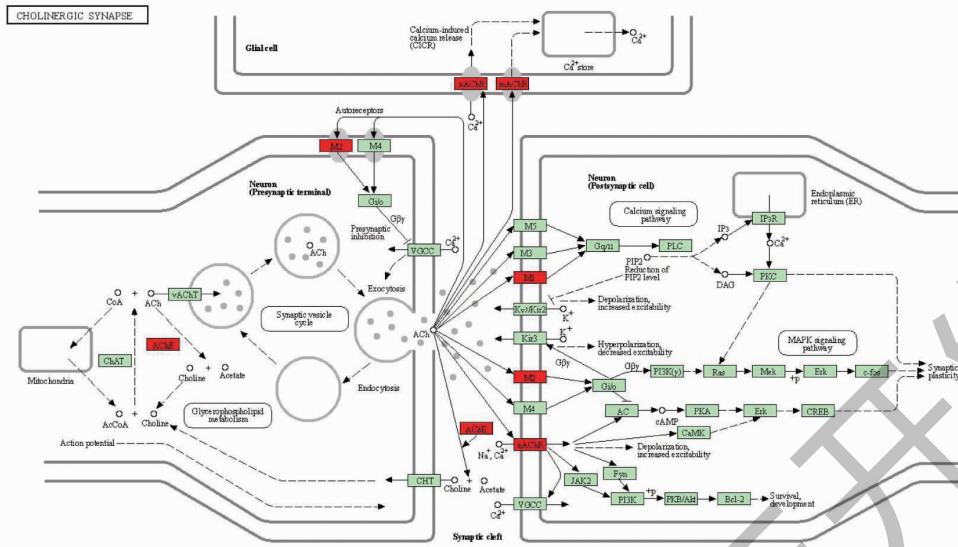 CHOLINERGIC SYNAPSE
Glial cell
Calcium-induced
calcium release
(CICR)
Ca2+
Ca2+ store
nAChR
mAChR
Ca2+
Autoreceptors
M2
M4
Neuron
(Presynaptic terminal)
Gi/o
Gβγ
Presynaptic
inhibition
VGCC
Ca2+
ACh
Exocytosis
Synaptic vesicle
cycle
CoA
+
ACh
vAChT
ChAT
AChE
Mitochondria
Choline
+
Acetate
Endocytosis
ACh
AcCoA
+
Choline
Glycerophospholipid
metabolism
Action potential
CHT
Choline
+
Acetate
AChE
Na+, Ca2+
Ca2+
VGCC
Synaptic cleft
Neuron
(Postsynaptic cell)
Calcium signaling
pathway
Endoplasmic
reticulum (ER)
M5
M3
Gq/11
PLC
IP3
IP3R
Ca2+
PIP2
Reduction of
PIP2 level
DAG
PKC
Kv7/Kir2
K+
Depolarization,
increased excitability
Kir3
K+
Hyperpolarization,
decreased excitability
MAPK signaling
pathway
M2
Gβγ
Gβγ
PI3K(γ)
Ras
Mek
+p
Erk
c-fos
Synaptic
plasticity
Gi/o
M4
AC
cAMP
PKA
Erk
CREB
CaMK
nAChR
Depolarization,
increased excitability
Fyn
JAK2
PI3K
+p
PKB/Akt
Bcl-2
Survival,
development